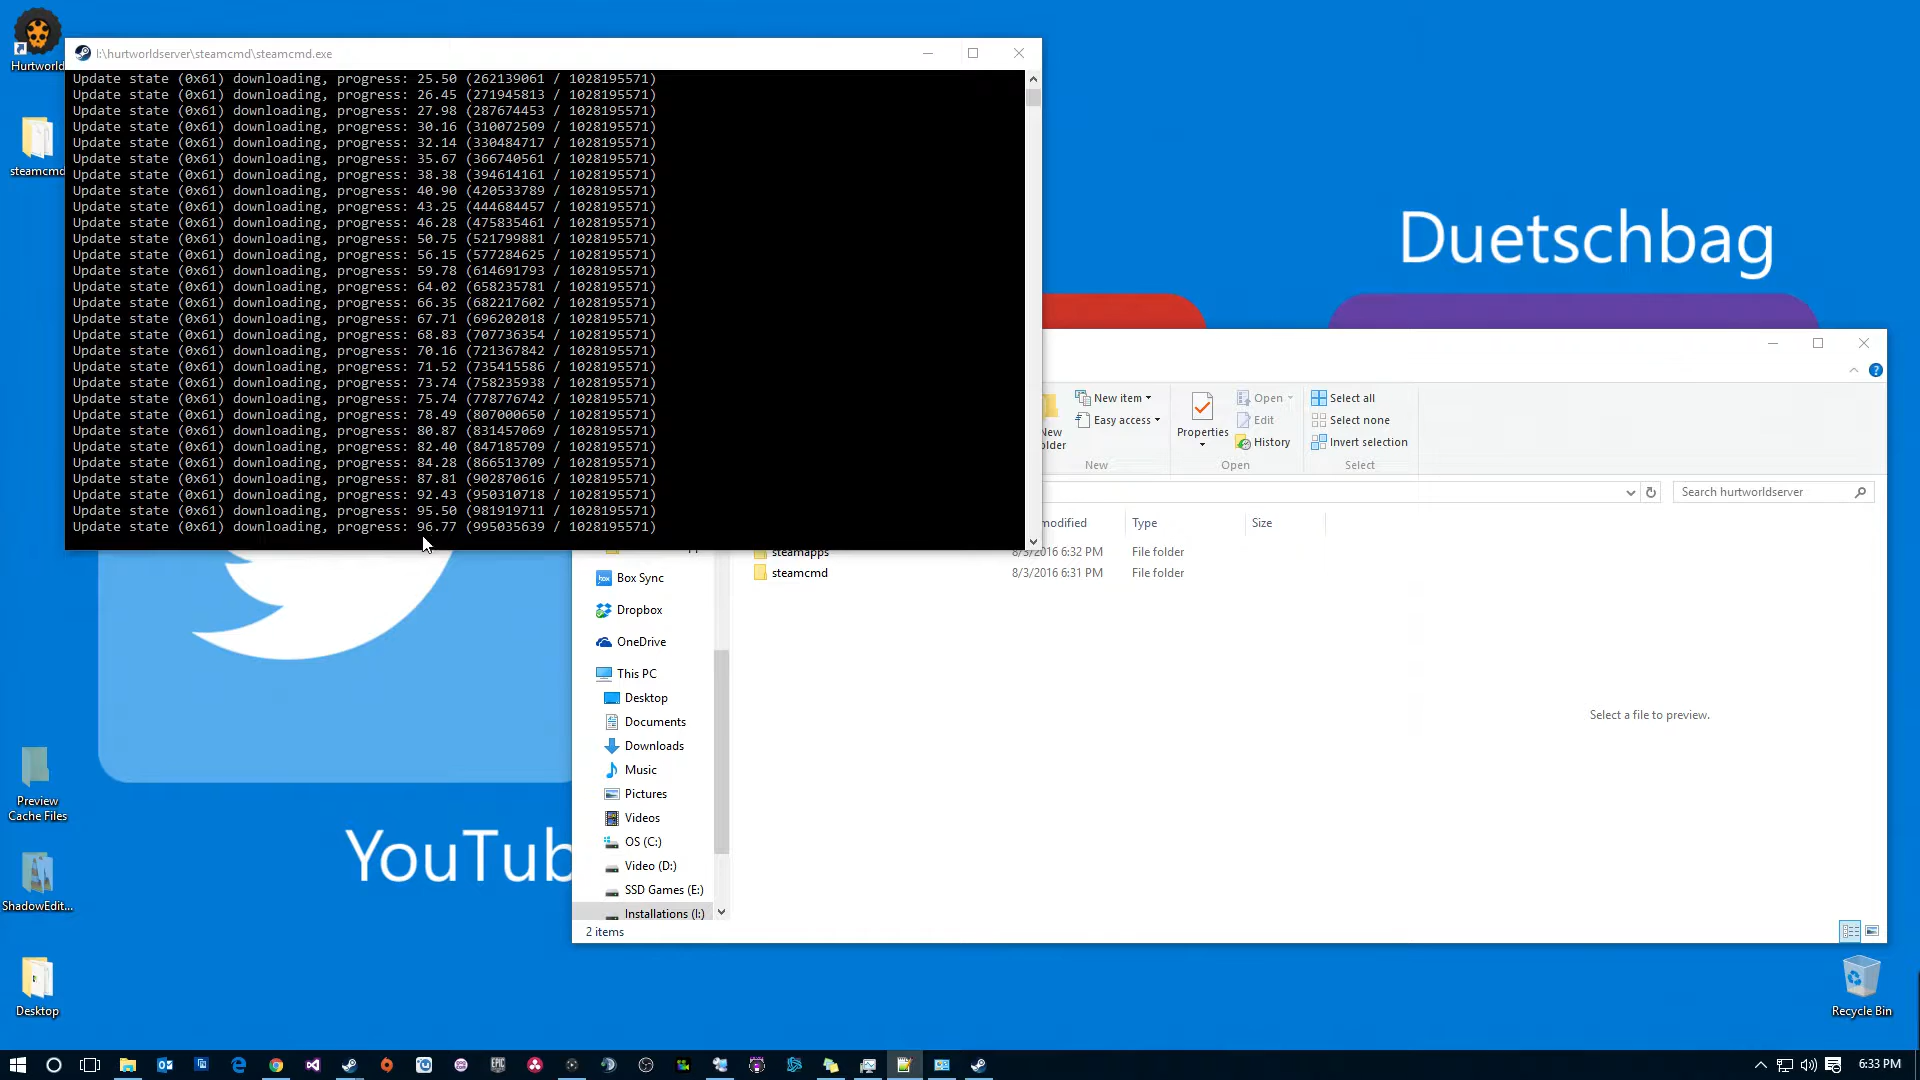 Hurtworld
I:\hurtworldserver\steamcmd\steamcmd.exe
Update state (0x61) downloading, progress: 25.50 (262139061 / 1028195571)
Update state (0x61) downloading, progress: 26.45 (271945813 / 1028195571)
Update state (0x61) downloading, progress: 27.98 (287674453 / 1028195571)
Update state (0x61) downloading, progress: 30.16 (310072509 / 1028195571)
Update state (0x61) downloading, progress: 32.14 (330484717 / 1028195571)
Update state (0x61) downloading, progress: 35.67 (366740561 / 1028195571)
Update state (0x61) downloading, progress: 38.38 (394614161 / 1028195571)
Update state (0x61) downloading, progress: 40.90 (420533789 / 1028195571)
Update state (0x61) downloading, progress: 43.25 (444684457 / 1028195571)
Update state (0x61) downloading, progress: 46.28 (475835461 / 1028195571)
Update state (0x61) downloading, progress: 50.75 (521799881 / 1028195571)
Update state (0x61) downloading, progress: 56.15 (577284625 / 1028195571)
Update state (0x61) downloading, progress: 59.78 (614691793 / 1028195571)
Update state (0x61) downloading, progress: 64.02 (658235781 / 1028195571)
Update state (0x61) downloading, progress: 66.35 (682217602 / 1028195571)
Update state (0x61) downloading, progress: 67.71 (696202018 / 1028195571)
Update state (0x61) downloading, progress: 68.83 (707736354 / 1028195571)
Update state (0x61) downloading, progress: 70.16 (721367842 / 1028195571)
Update state (0x61) downloading, progress: 71.52 (735415586 / 1028195571)
Update state (0x61) downloading, progress: 73.74 (758235938 / 1028195571)
Update state (0x61) downloading, progress: 75.74 (778776742 / 1028195571)
Update state (0x61) downloading, progress: 78.49 (807000650 / 1028195571)
Update state (0x61) downloading, progress: 80.87 (831457069 / 1028195571)
Update state (0x61) downloading, progress: 82.40 (847185709 / 1028195571)
Update state (0x61) downloading, progress: 84.28 (866513709 / 1028195571)
Update state (0x61) downloading, progress: 87.81 (902870616 / 1028195571)
Update state (0x61) downloading, progress: 92.43 (950310718 / 1028195571)
Update state (0x61) downloading, progress: 95.50 (981919711 / 1028195571)
Update state (0x61) downloading, progress: 96.77 (995035639 / 1028195571)
steamcmd
Duetschbag
New item
Easy access
New
Properties
Open
Edit
History
Open
Select all
Select none
Invert selection
Select
Search hurtworldserver
modified
Type
Size
steamapps 8/3/2016 6:32 PM File folder
steamcmd 8/3/2016 6:31 PM File folder
Box Sync
Dropbox
OneDrive
This PC
Desktop
Documents
Downloads
Music
Pictures
Videos
OS (C:)
Video (D:)
SSD Games (E:)
Installations (I:)
Select a file to preview.
2 items
YouTub
Preview
Cache Files
ShadowEdit...
Desktop
Recycle Bin
box
EPIC
6:33 PM